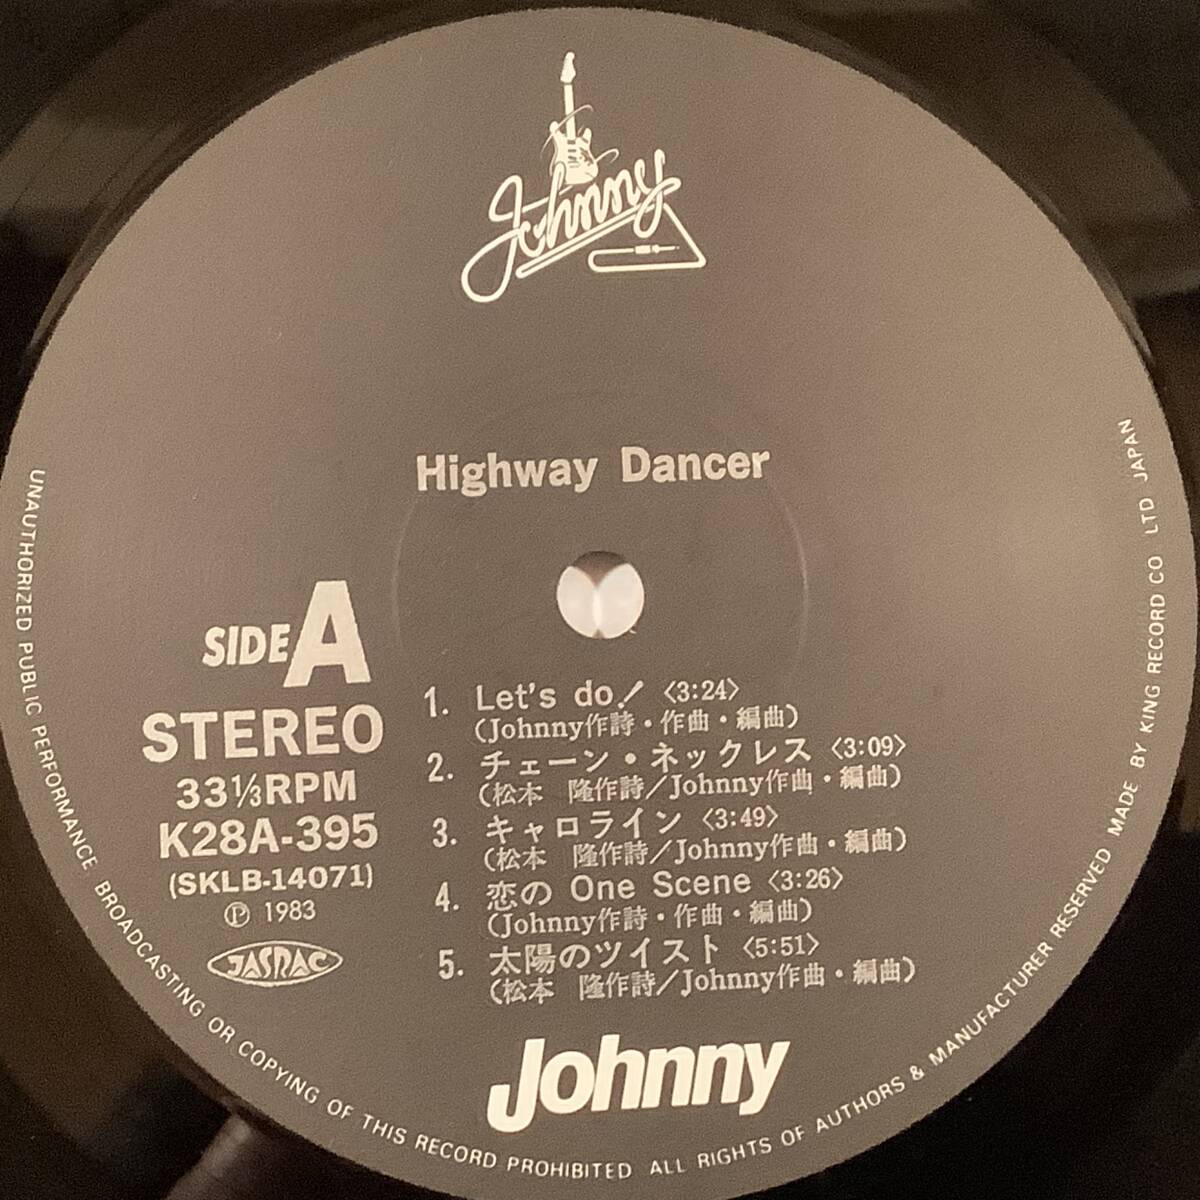 Johnny
Highway Dancer
SIDE A
STEREO
33⅓RPM
K28A-395
(SKLB-14071)
Ⓟ 1983
JASRAC
1. Let's do! 〈3:24〉
(Johnny作詩・作曲・編曲)
2. チェーン・ネックレス 〈3:09〉
(松本 隆作詩/Johnny作曲・編曲)
3. キャロライン 〈3:49〉
(松本 隆作詩/Johnny作曲・編曲)
4. 恋の One Scene 〈3:26〉
(Johnny作詩・作曲・編曲)
5. 太陽のツイスト 〈5:51〉
(松本 隆作詩/Johnny作曲・編曲)
Johnny
UNAUTHORIZED PUBLIC PERFORMANCE BROADCASTING OR COPYING OF THIS RECORD PROHIBITED ALL RIGHTS OF AUTHORS & MANUFACTURER RESERVED MADE BY KING RECORD CO LTD JAPAN